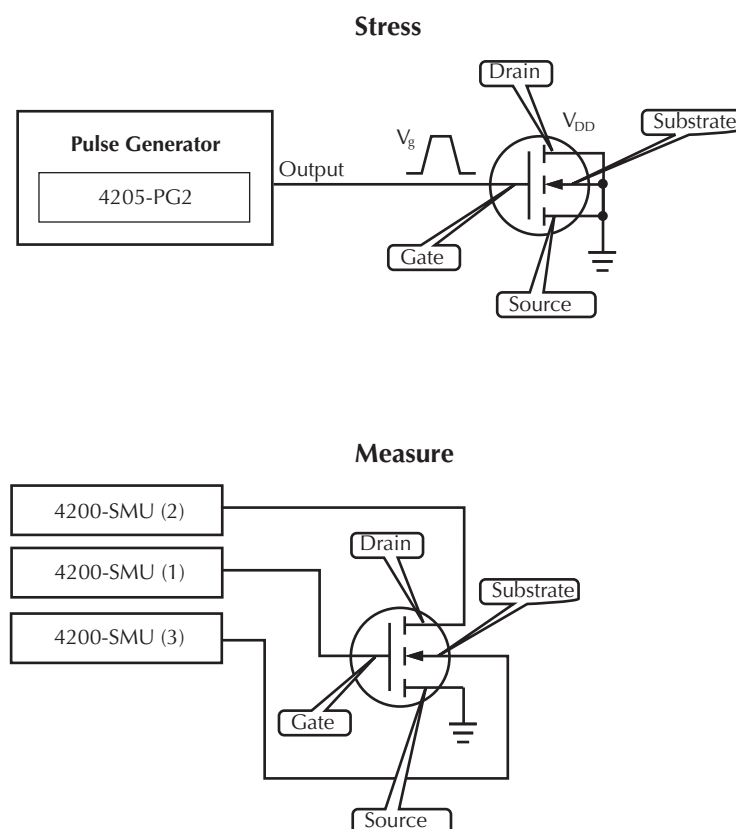 Stress
Drain
V_DD
Substrate
Pulse Generator
V_g
Output
4205-PG2
Gate
Source
Measure
4200-SMU (2)
Drain
4200-SMU (1)
Substrate
4200-SMU (3)
Gate
Source